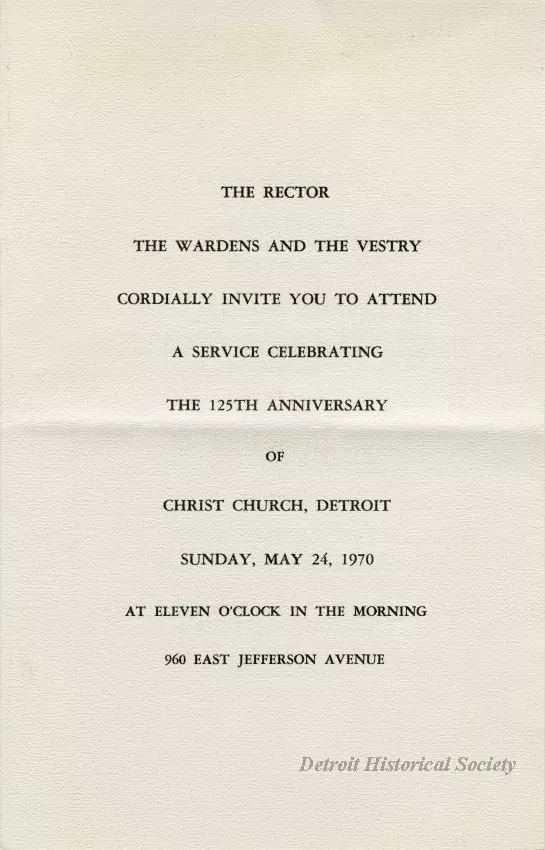 THE RECTOR
THE WARDENS AND THE VESTRY
CORDIALLY INVITE YOU TO ATTEND
A SERVICE CELEBRATING
THE 125TH ANNIVERSARY
OF
CHRIST CHURCH, DETROIT
SUNDAY, MAY 24, 1970
AT ELEVEN O'CLOCK IN THE MORNING
960 EAST JEFFERSON AVENUE
Detroit Historical Society